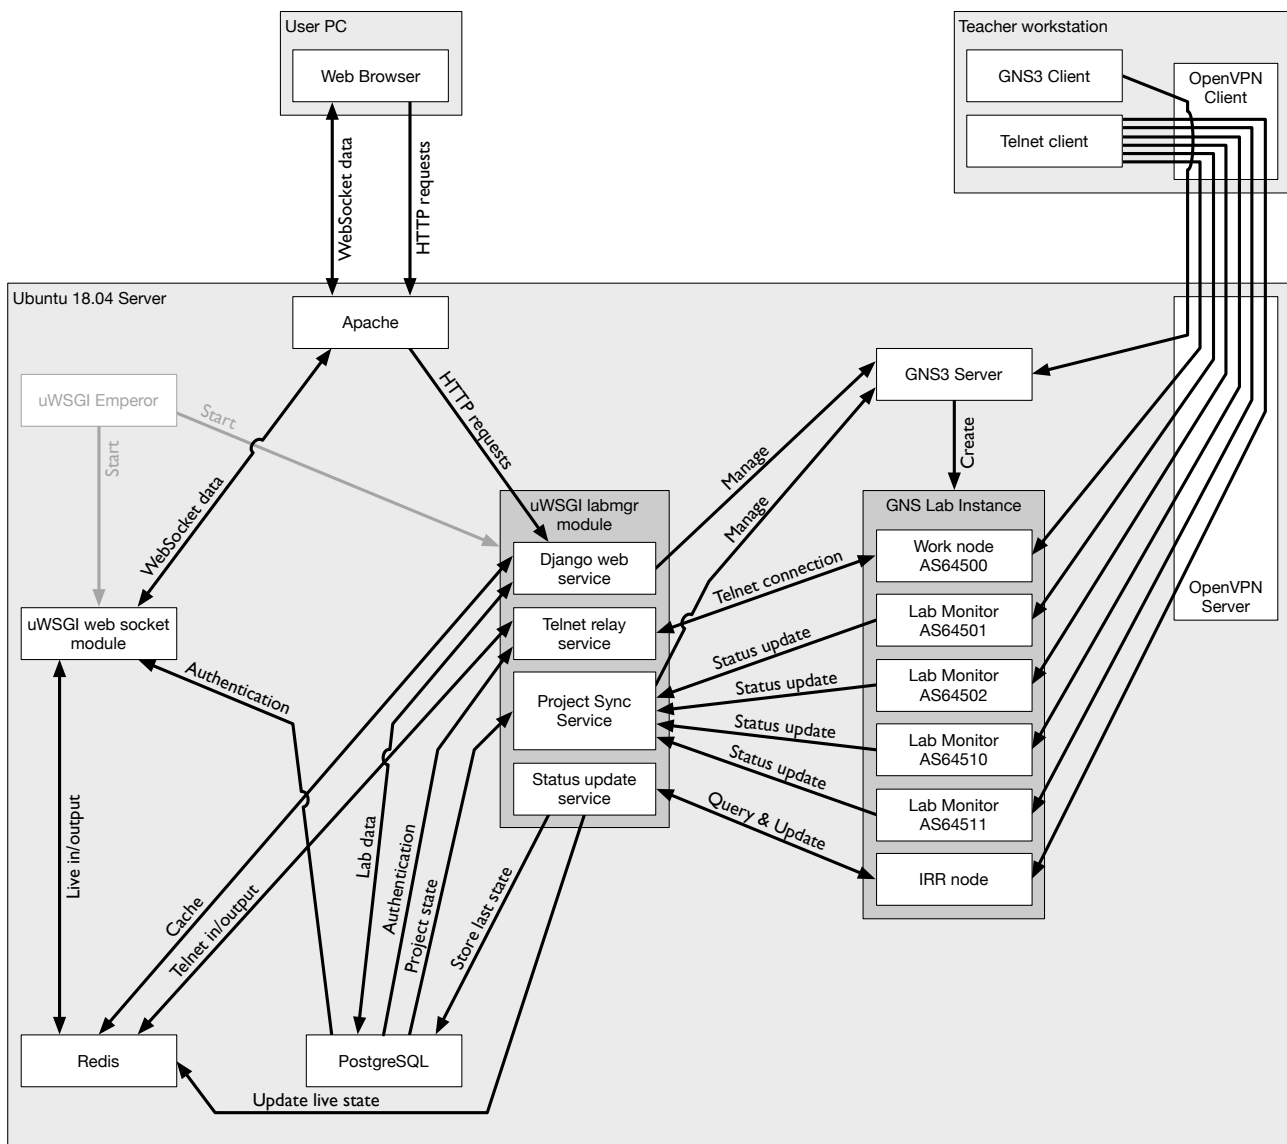 User PC
Web Browser
Teacher workstation
GNS3 Client
OpenVPN
Client
Telnet client
WebSocket data
HTTP requests
Ubuntu 18.04 Server
Apache
uWSGI Emperor
Start
Start
HTTP requests
WebSocket data
GNS3 Server
Create
Manage
Manage
uWSGI labmgr
module
Django web
service
Telnet relay
service
Project Sync
Service
Status update
service
GNS Lab Instance
Work node
AS64500
Lab Monitor
AS64501
Lab Monitor
AS64502
Lab Monitor
AS64510
Lab Monitor
AS64511
IRR node
OpenVPN
Server
Telnet connection
Status update
Status update
Status update
Status update
Query & Update
uWSGI web socket
module
Authentication
Live in/output
Cache
Telnet in/output
Lab data
Authentication
Project state
Store last state
Redis
PostgreSQL
Update live state